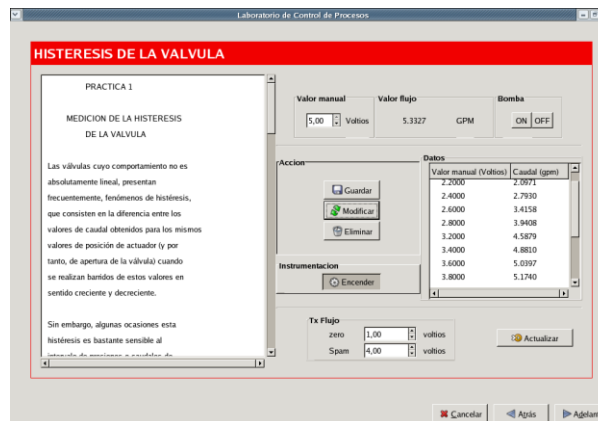 Laboratorio de Control de Procesos
HISTERESIS DE LA VALVULA
PRACTICA 1
MEDICION DE LA HISTERESIS
DE LA VALVULA
Las válvulas cuyo comportamiento no es
absolutamente lineal, presentan
frecuentemente, fenómenos de histéresis,
que consisten en la diferencia entre los
valores de caudal obtenidos para los mismos
valores de posición de actuador (y por
tanto, de apertura de la válvula) cuando
se realizan barridos de estos valores en
sentido creciente y decreciente.
Sin embargo, algunas ocasiones esta
histéresis es bastante sensible al
intervalo de presiones o caudales de
Valor manual Valor flujo Bomba
5,00 Voltios 5.3327 GPM ON OFF
Accion
Guardar
Modificar
Eliminar
Instrumentacion
Encender
Datos
Valor manual (Voltios) Caudal (gpm)
2.2000 2.0971
2.4000 2.7930
2.6000 3.4158
2.8000 3.9408
3.2000 4.5879
3.4000 4.8810
3.6000 5.0397
3.8000 5.1740
Tx Flujo
zero 1,00 voltios
Spam 4,00 voltios
Actualizar
Cancelar Atrás Adelan